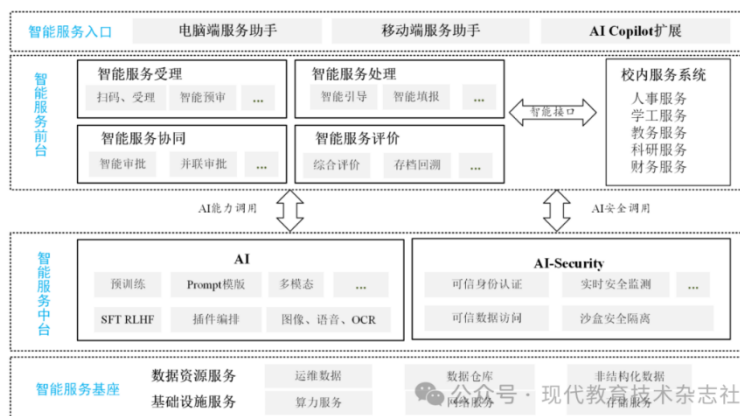 智能服务入口
电脑端服务助手
移动端服务助手
AI Copilot扩展
智能服务前台
智能服务受理
扫码、受理
智能预审
...
智能服务处理
智能引导
智能填报
...
智能服务协同
智能审批
并联审批
...
智能服务评价
综合评价
存档回溯
...
智能接口
校内服务系统
人事服务
学工服务
教务服务
科研服务
财务服务
AI能力调用
AI安全调用
智能服务中台
AI
预训练
Prompt模版
多模态
...
SFT RLHF
插件编排
图像、语音、OCR
AI-Security
可信身份认证
实时安全监测
...
可信数据访问
沙盒安全隔离
智能服务基座
数据资源服务
运维数据
数据仓库
非结构化数据
基础设施服务
算力服务
网络服务
存储服务
公众号·现代教育技术杂志社